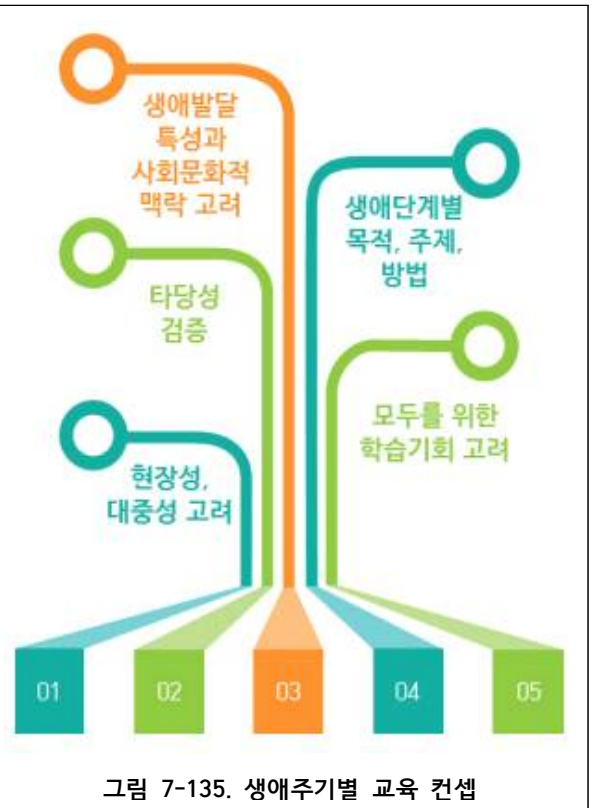 생애발달
특성과
사회문화적
맥락 고려
생애단계별
목적, 주제,
방법
타당성
검증
모두를 위한
학습기회 고려
현장성,
대중성 고려
01
02
03
04
05
그림 7-135. 생애주기별 교육 컨셉